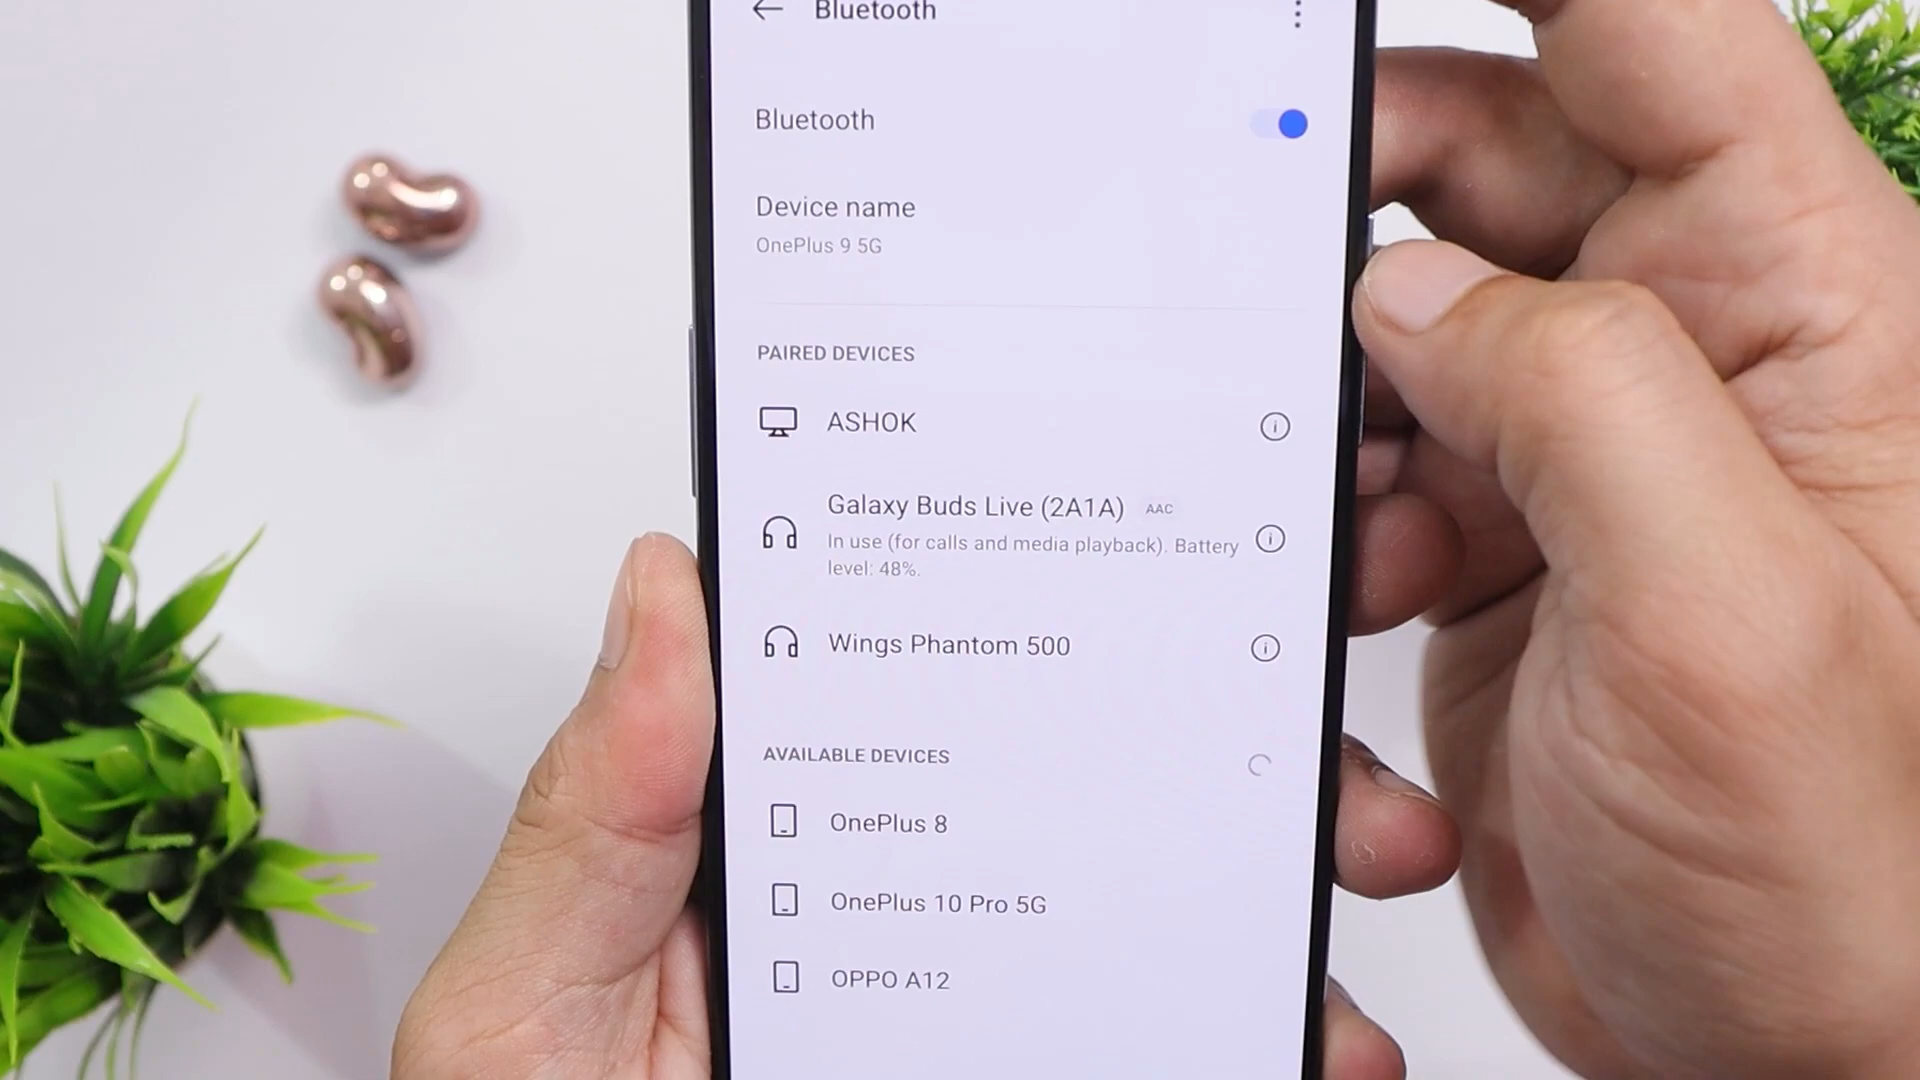 Bluetooth
Bluetooth
Device name
OnePlus 9 5G
PAIRED DEVICES
ASHOK
Galaxy Buds Live (2A1A) AAC
In use (for calls and media playback). Battery
level: 48%.
Wings Phantom 500
AVAILABLE DEVICES
OnePlus 8
OnePlus 10 Pro 5G
OPPO A12